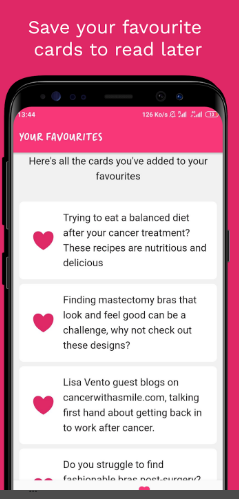 Save your favourite
cards to read later
13:44
126 Ko/s
YOUR FAVOURITES
Here's all the cards you've added to your
favourites
Trying to eat a balanced diet
after your cancer treatment?
These recipes are nutritious and
delicious
Finding mastectomy bras that
look and feel good can be a
challenge, why not check out
these designs?
Lisa Vento guest blogs on
cancerwithasmile.com, talking
first hand about getting back in
to work after cancer.
Do you struggle to find
fashionable bras post-surgery?